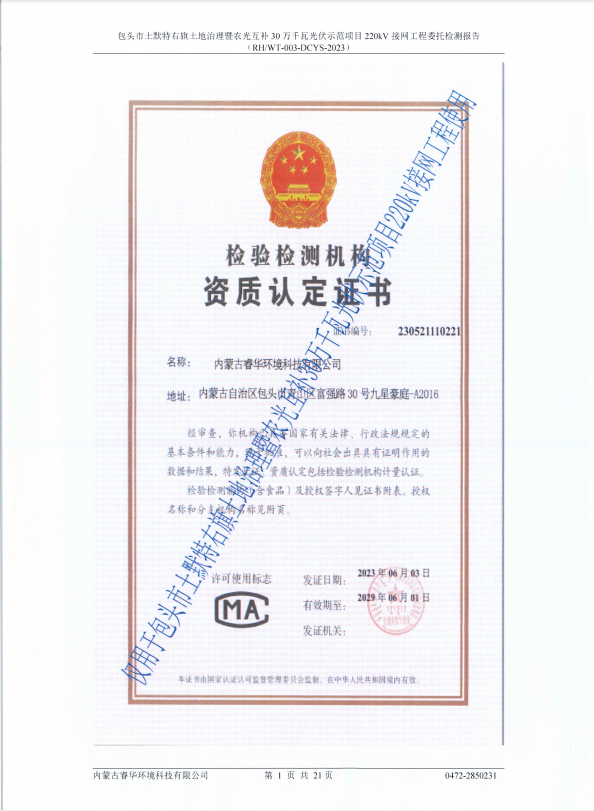 包头市土默特右旗土地治理暨农光互补 30 万千瓦光伏示范项目 220kV 接网工程委托检测报告
（RH/WT-003-DCYS-2023）
检验检测机构
资质认定证书
证书编号： 230521110221
名称： 内蒙古睿华环境科技有限公司
地址： 内蒙古自治区包头市青山区富强路 30 号九星豪庭-A2016
经审查，你机构已具备国家有关法律、行政法规规定的
基本条件和能力，现予批准，可以向社会出具具有证明作用的
数据和结果，特发此证。资质认定包括检验检测机构计量认证。
检验检测能力（含食品）及授权签字人见证书附表。授权
名称和分支机构名称见附页。
许可使用标志
MA
发证日期： 2023 年 06 月 03 日
有效期至： 2029 年 06 月 01 日
发证机关：
本证书由国家认证认可监督管理委员会监制，在中华人民共和国境内有效。
仅用于包头市土默特右旗土地治理暨农光互补30万千瓦光伏示范项目220kV接网工程使用
内蒙古睿华环境科技有限公司 第 1 页 共 21 页 0472-2850231